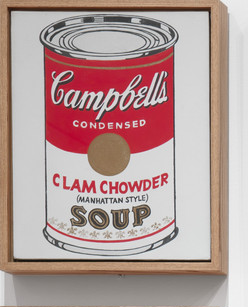 Campbell's
CONDENSED
CLAM CHOWDER
(MANHATTAN STYLE)
SOUP